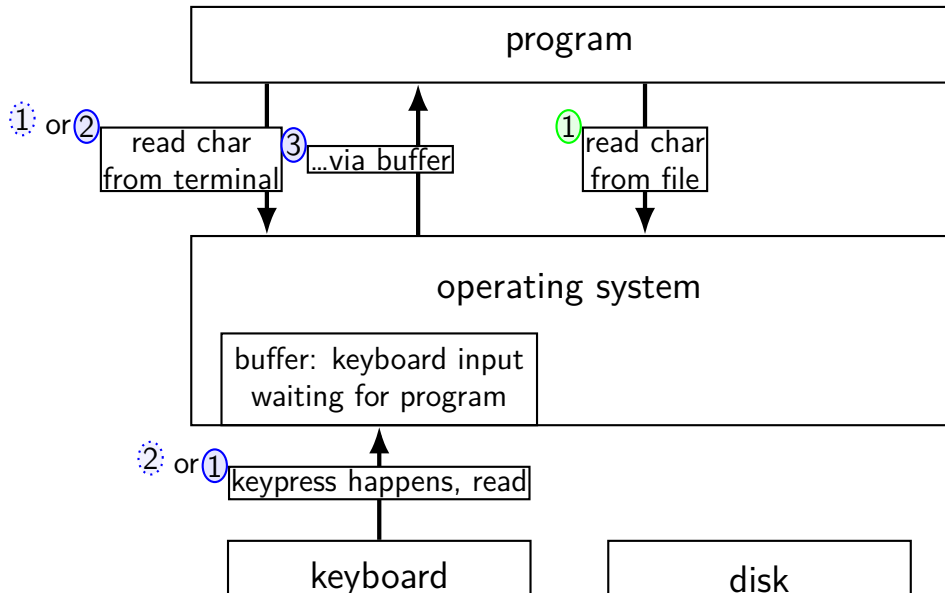 program
1 or 2
read char
from terminal
3
...via buffer
1
read char
from file
operating system
buffer: keyboard input
waiting for program
2 or 1
keypress happens, read
keyboard
disk